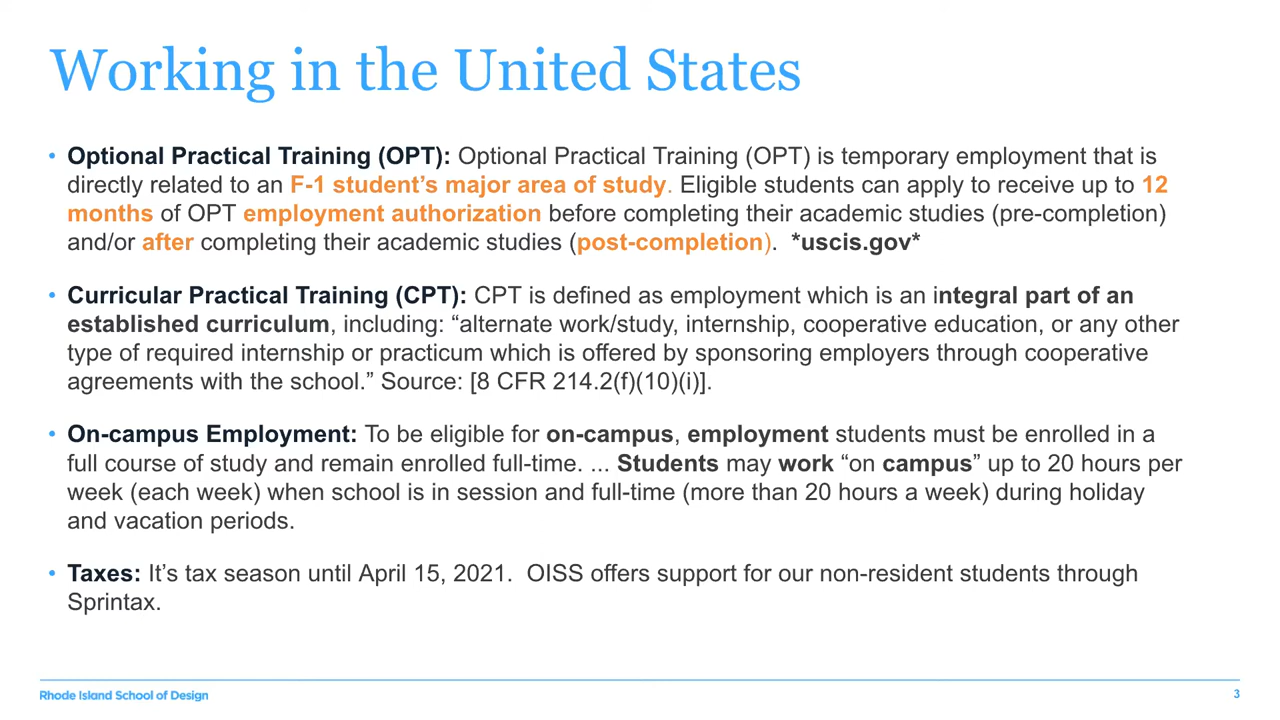 Working in the United States
• Optional Practical Training (OPT): Optional Practical Training (OPT) is temporary employment that is
directly related to an F-1 student’s major area of study. Eligible students can apply to receive up to 12
months of OPT employment authorization before completing their academic studies (pre-completion)
and/or after completing their academic studies (post-completion).  *uscis.gov*
• Curricular Practical Training (CPT): CPT is defined as employment which is an integral part of an
established curriculum, including: “alternate work/study, internship, cooperative education, or any other
type of required internship or practicum which is offered by sponsoring employers through cooperative
agreements with the school.” Source: [8 CFR 214.2(f)(10)(i)].
• On-campus Employment: To be eligible for on-campus, employment students must be enrolled in a
full course of study and remain enrolled full-time. ... Students may work “on campus” up to 20 hours per
week (each week) when school is in session and full-time (more than 20 hours a week) during holiday
and vacation periods.
• Taxes: It’s tax season until April 15, 2021.  OISS offers support for our non-resident students through
Sprintax.
Rhode Island School of Design
3